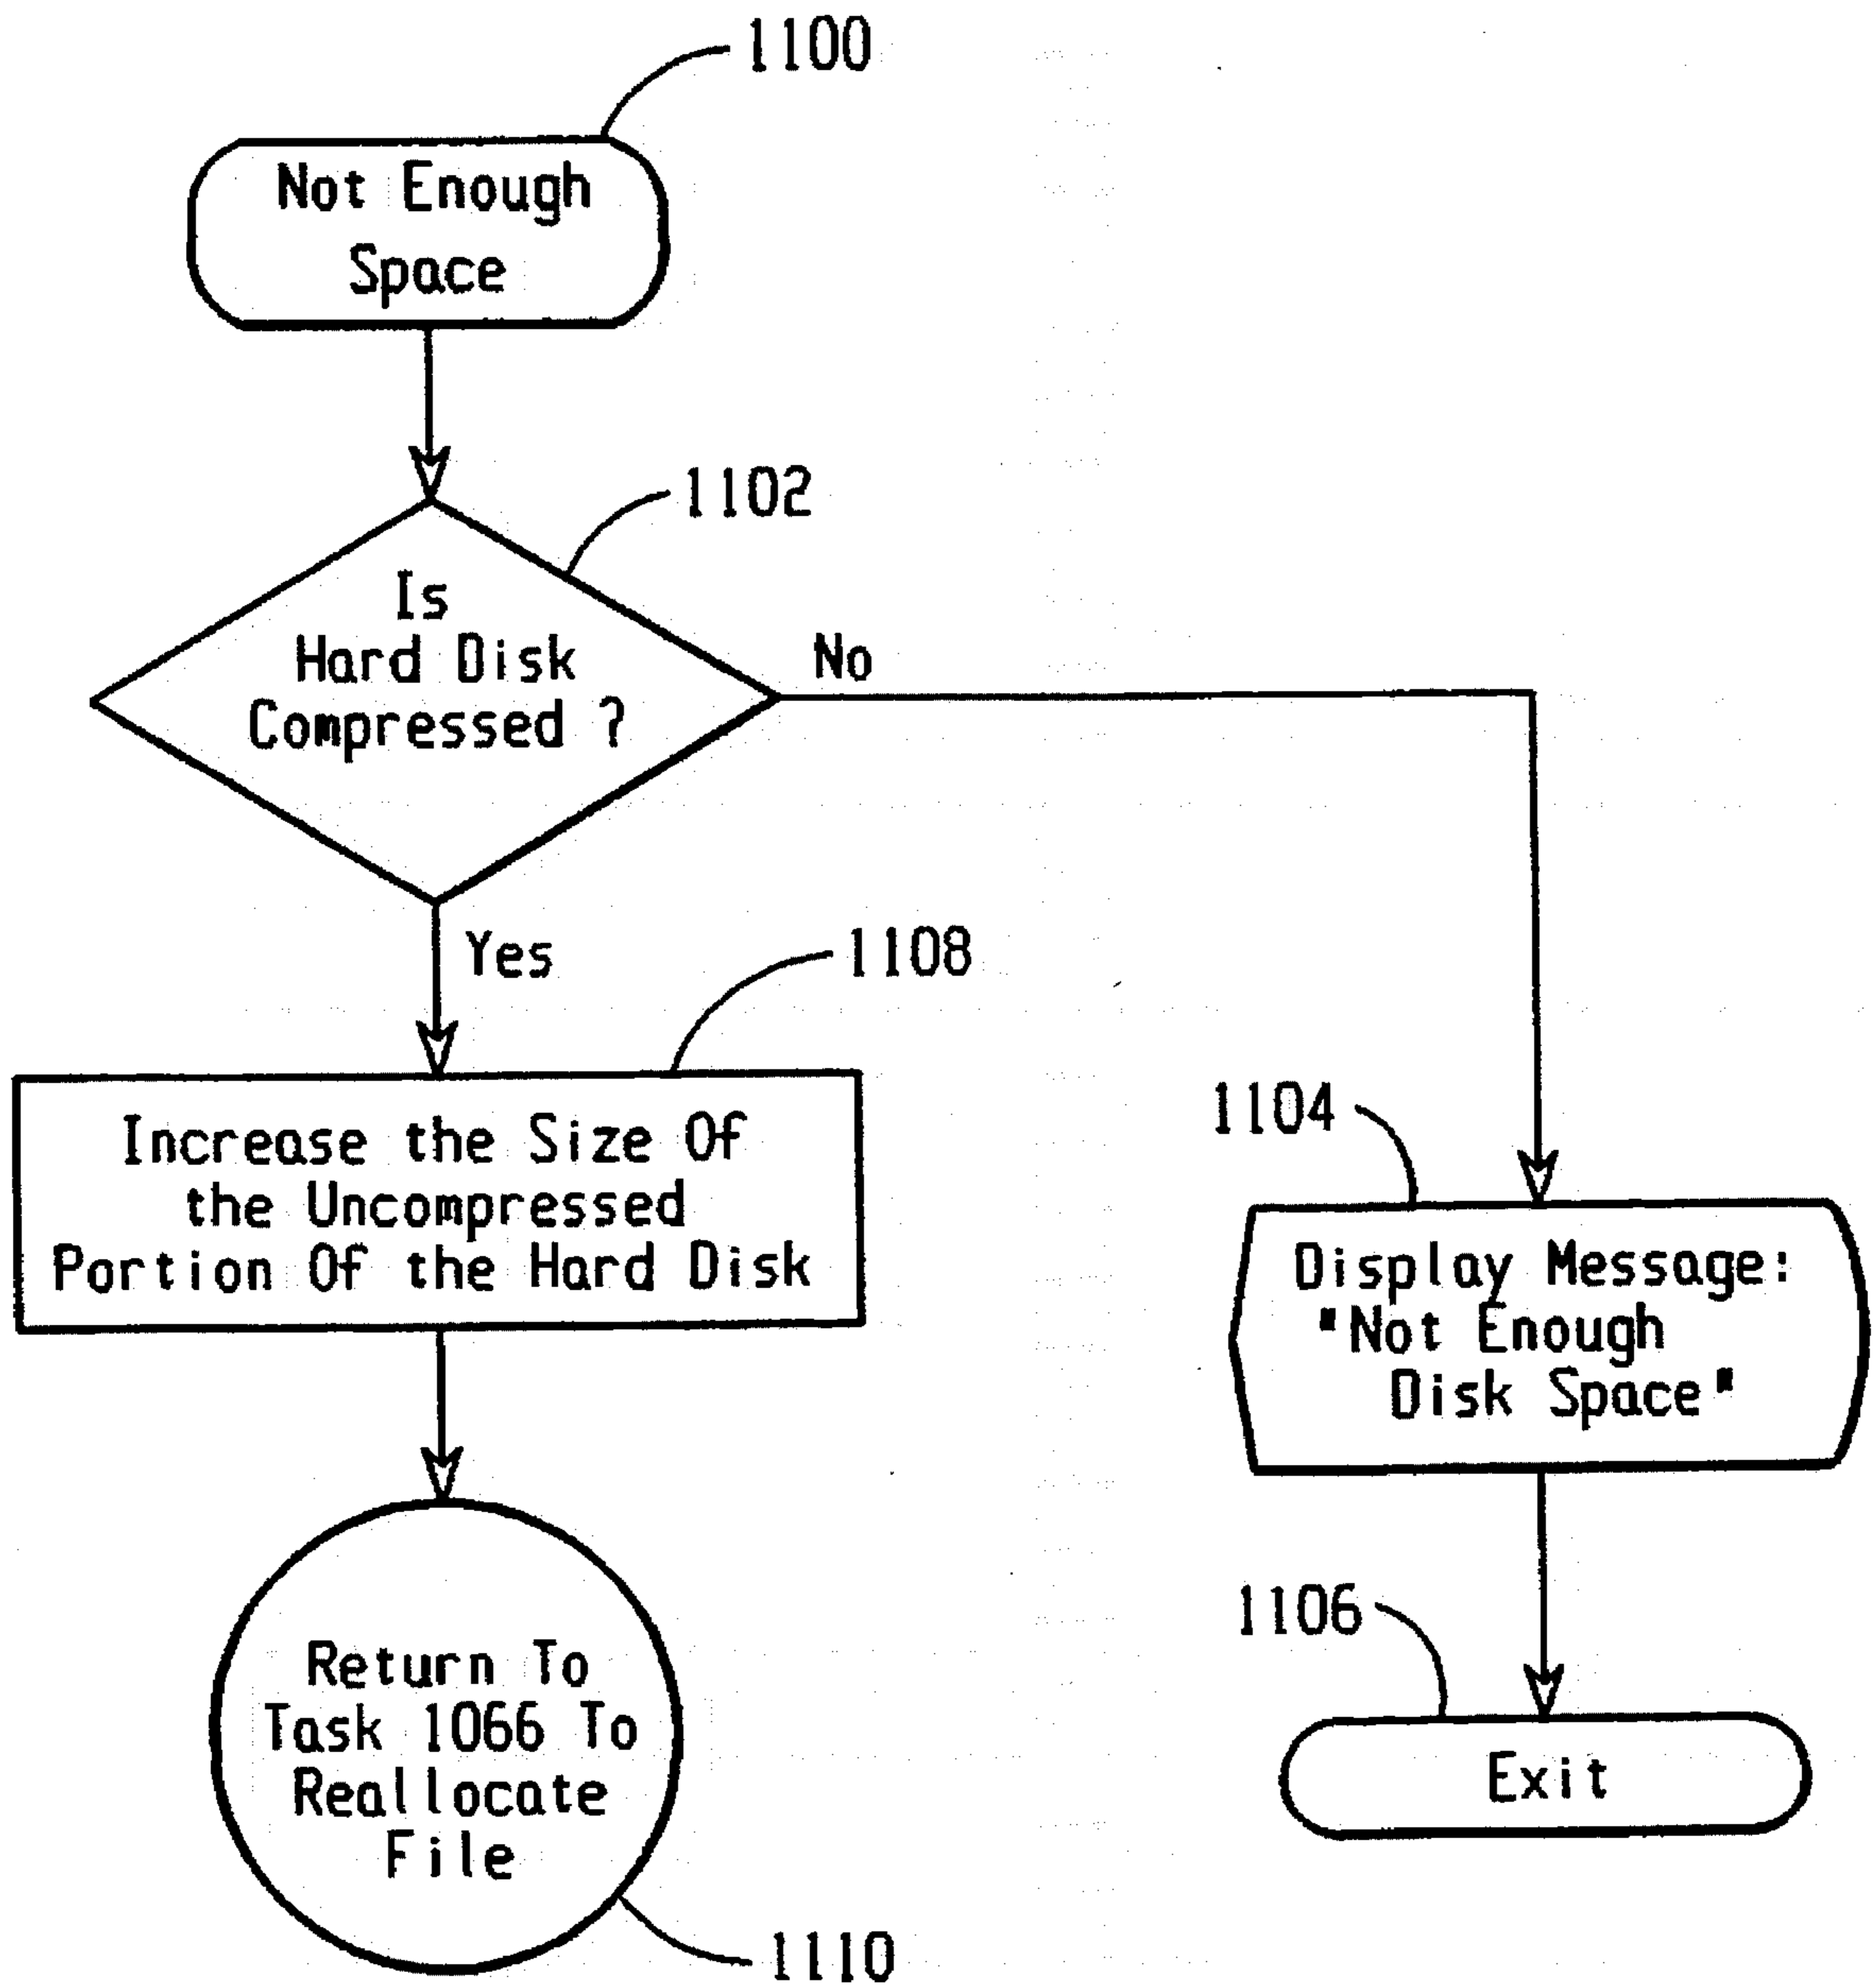 1100
Not Enough
Space
1102
Is
Hard Disk
Compressed ?
No
Yes
1108
Increase the Size Of
the Uncompressed
Portion Of the Hard Disk
1104
Display Message:
"Not Enough
Disk Space"
1106
Exit
Return To
Task 1066 To
Reallocate
File
1110